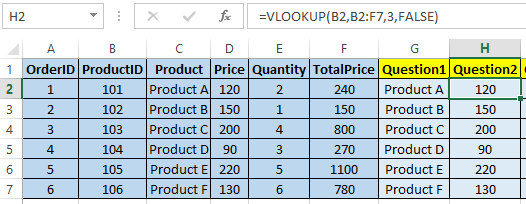 H2 fx =VLOOKUP(B2,B2:F7,3,FALSE)
A B C D E F G H
1 OrderID ProductID Product Price Quantity TotalPrice Question1 Question2
2 1 101 Product A 120 2 240 Product A 120
3 2 102 Product B 150 1 150 Product B 150
4 3 103 Product C 200 4 800 Product C 200
5 4 104 Product D 90 3 270 Product D 90
6 5 105 Product E 220 5 1100 Product E 220
7 6 106 Product F 130 6 780 Product F 130